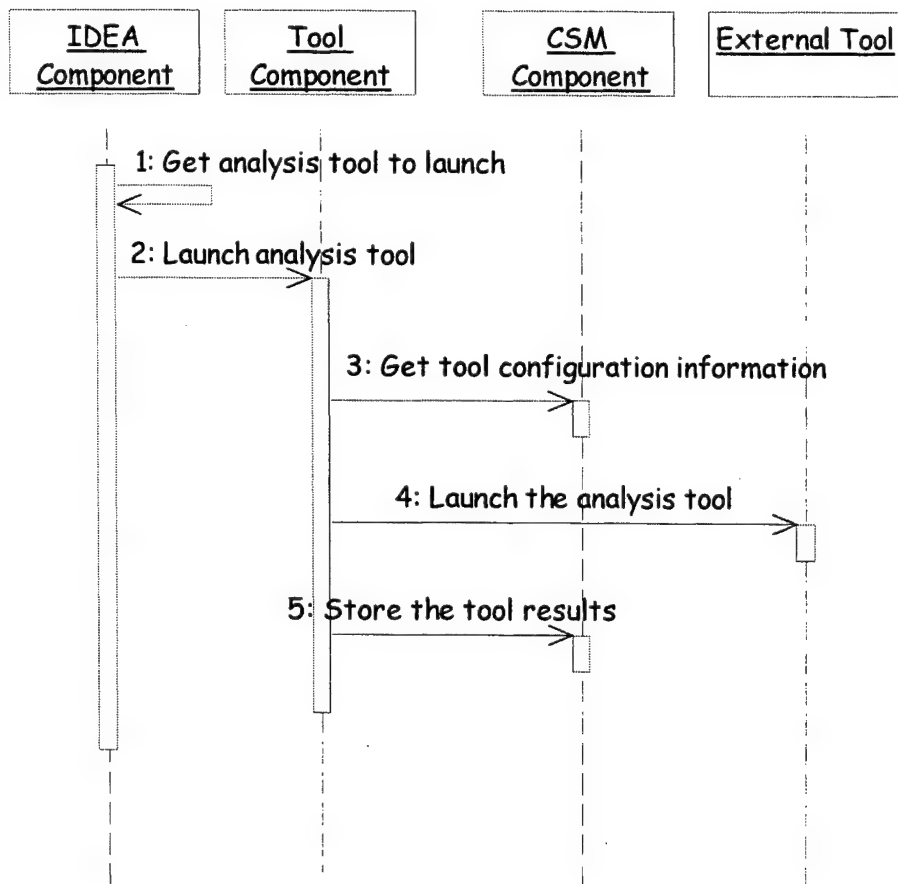 IDEA
Component
Tool
Component
CSM
Component
External Tool
1: Get analysis tool to launch
2: Launch analysis tool
3: Get tool configuration information
4: Launch the analysis tool
5: Store the tool results